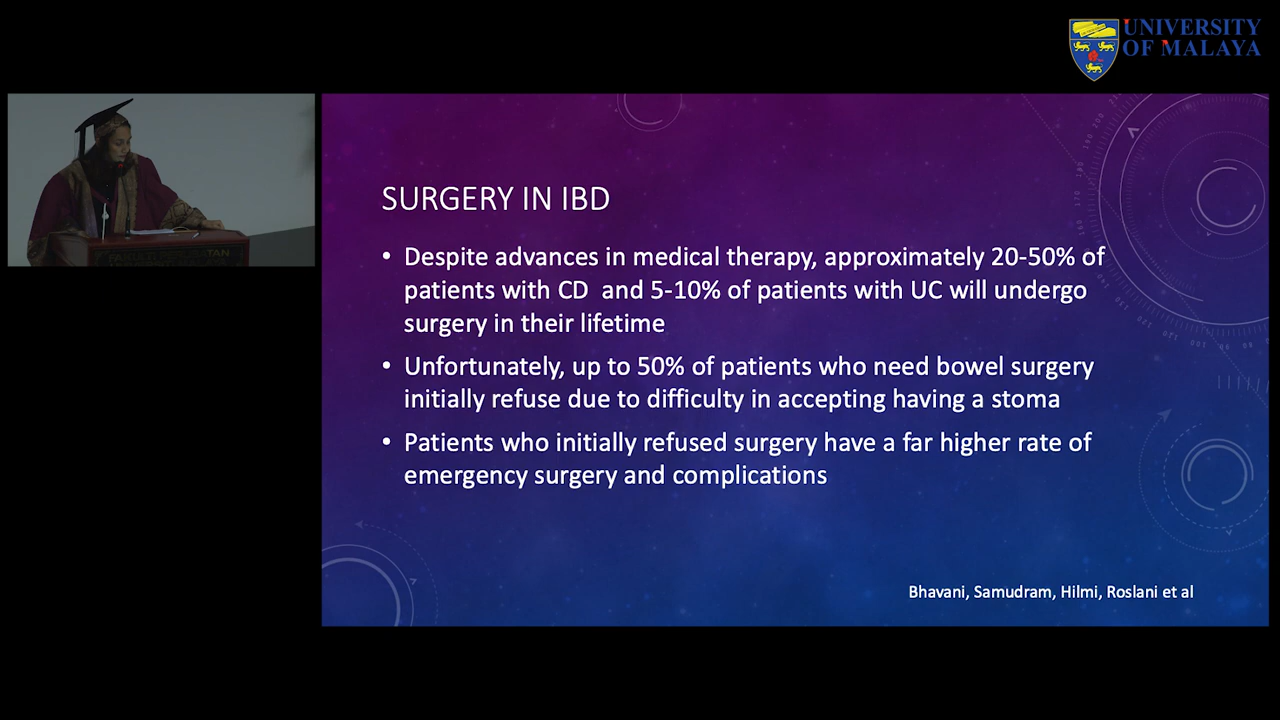 UNIVERSITY
OF MALAYA
SURGERY IN IBD
• Despite advances in medical therapy, approximately 20-50% of
patients with CD and 5-10% of patients with UC will undergo
surgery in their lifetime
• Unfortunately, up to 50% of patients who need bowel surgery
initially refuse due to difficulty in accepting having a stoma
• Patients who initially refused surgery have a far higher rate of
emergency surgery and complications
Bhavani, Samudram, Hilmi, Roslani et al